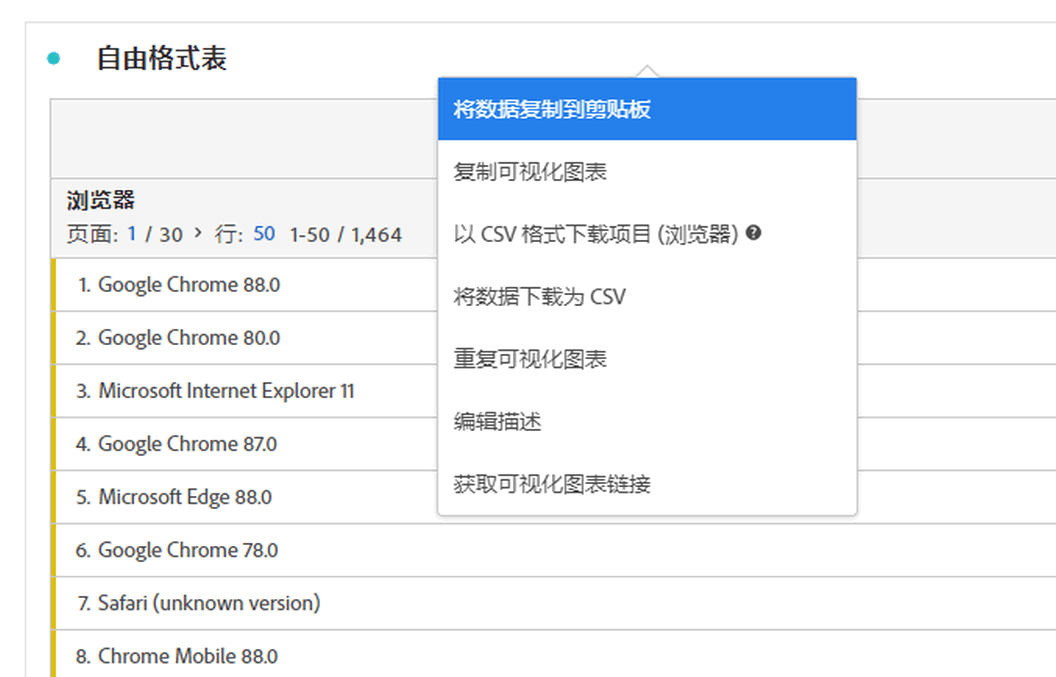 自由格式表
将数据复制到剪贴板
复制可视化图表
以 CSV 格式下载项目 (浏览器)
将数据下载为 CSV
重复可视化图表
编辑描述
获取可视化图表链接
浏览器
页面: 1 / 30 > 行: 50 1-50 / 1,464
1. Google Chrome 88.0
2. Google Chrome 80.0
3. Microsoft Internet Explorer 11
4. Google Chrome 87.0
5. Microsoft Edge 88.0
6. Google Chrome 78.0
7. Safari (unknown version)
8. Chrome Mobile 88.0